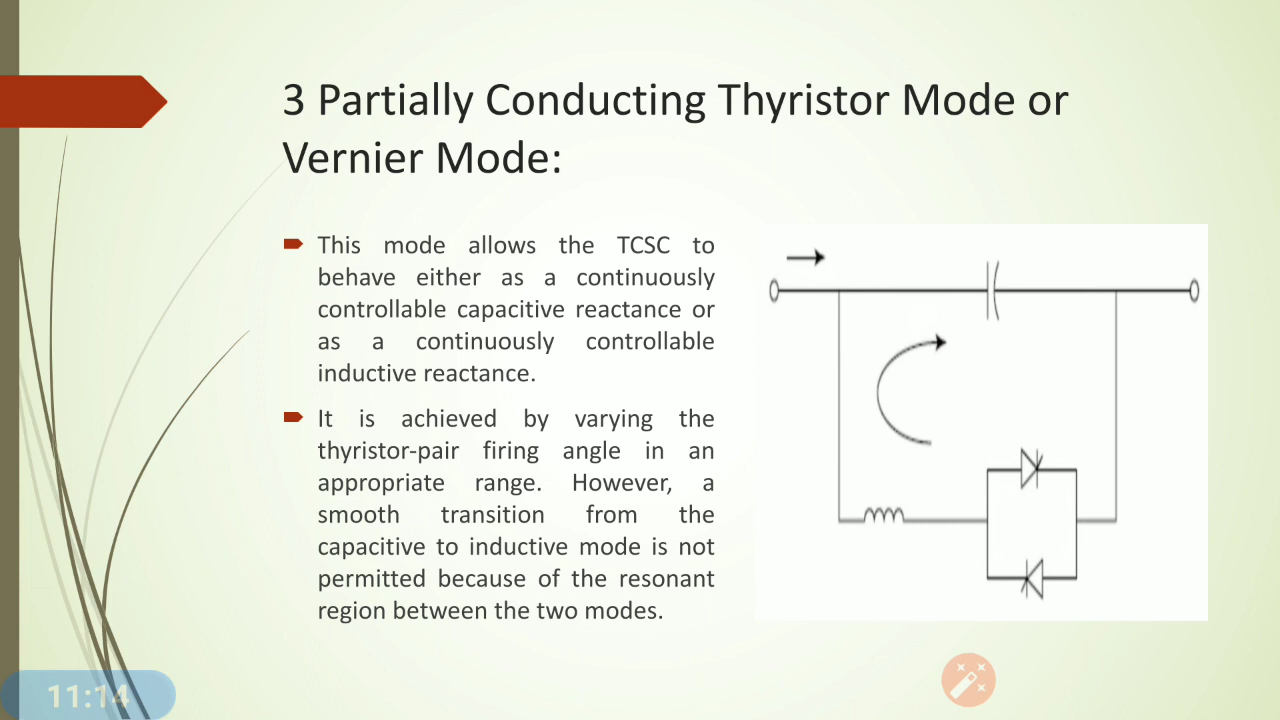 3 Partially Conducting Thyristor Mode or
Vernier Mode:
This mode allows the TCSC to
behave either as a continuously
controllable capacitive reactance or
as a continuously controllable
inductive reactance.
It is achieved by varying the
thyristor-pair firing angle in an
appropriate range. However, a
smooth transition from the
capacitive to inductive mode is not
permitted because of the resonant
region between the two modes.
11:14